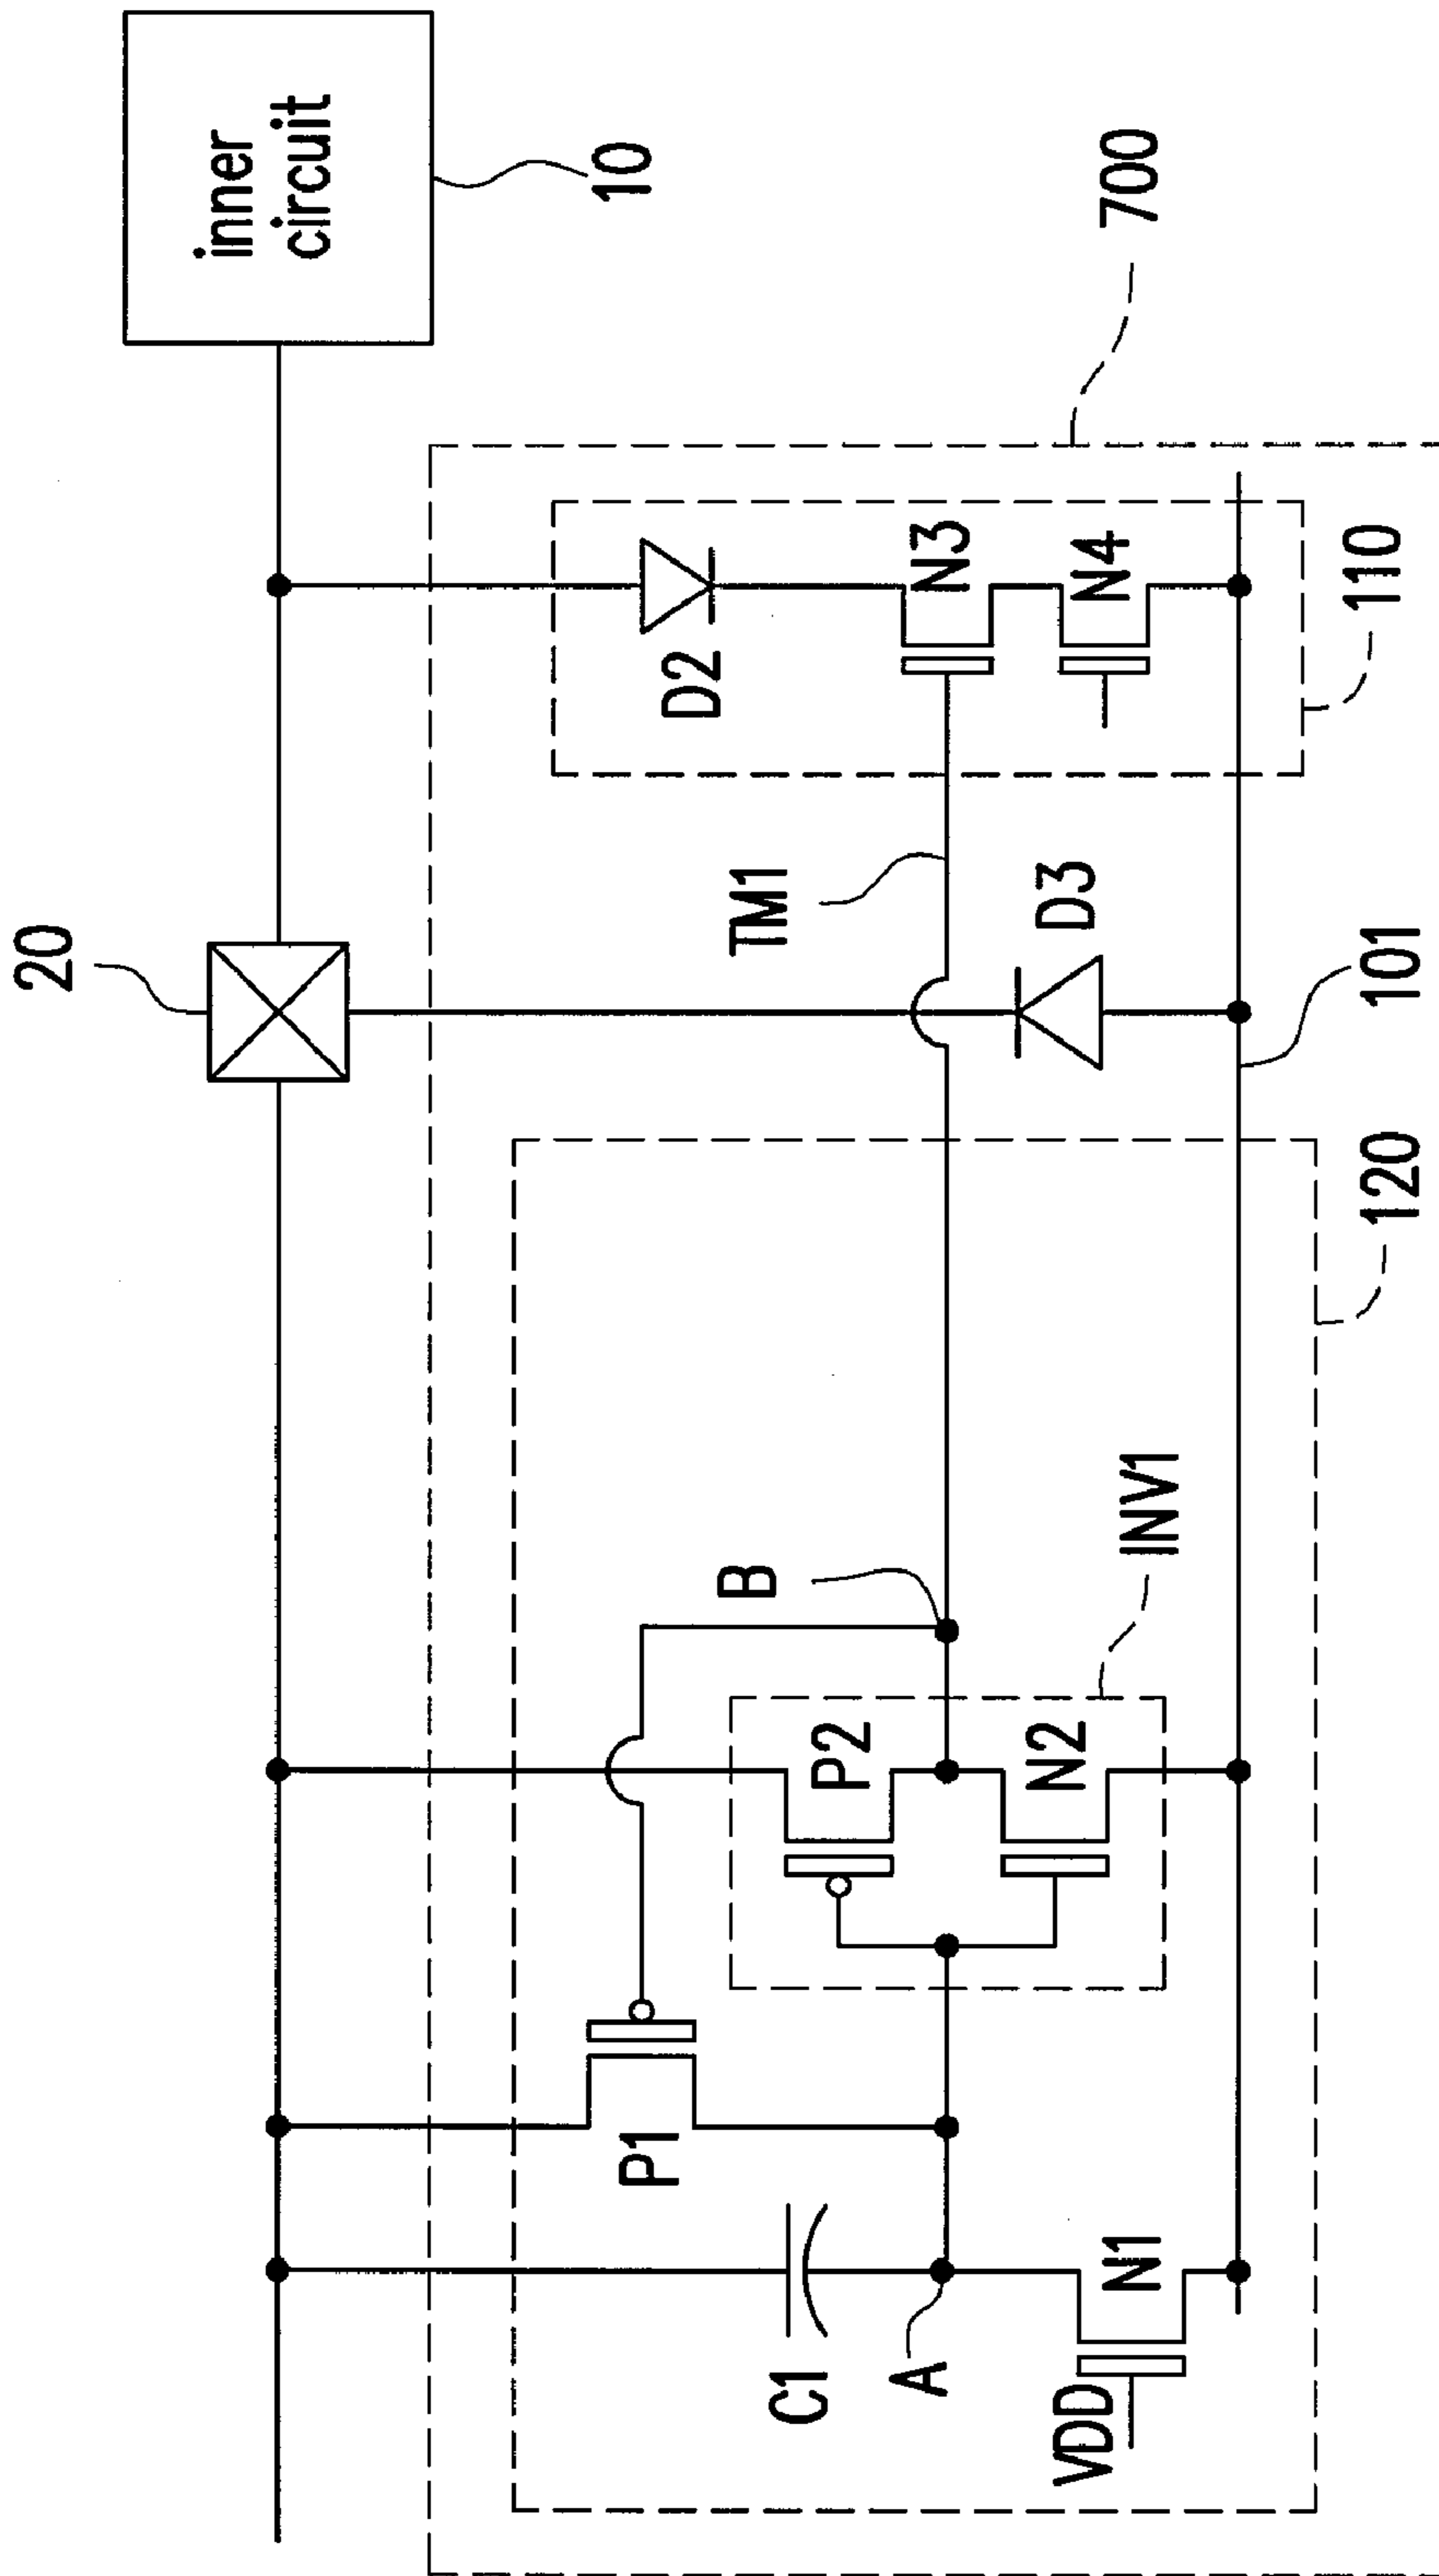 inner
circuit
10
20
700
D2
N3
N4
110
TM1
D3
101
120
B
INV1
P2
N2
P1
C1
A
N1
VDD